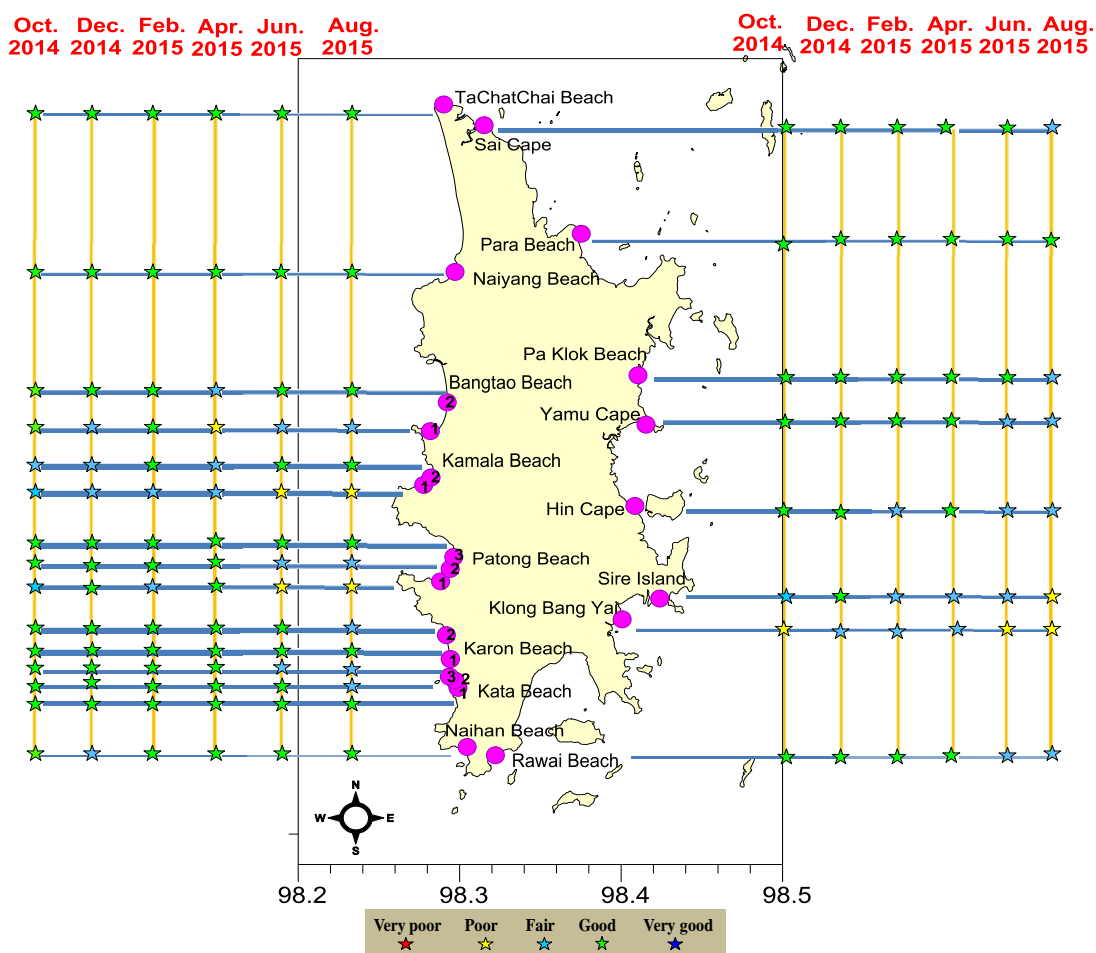 Oct. Dec. Feb. Apr. Jun. Aug.
2014 2014 2015 2015 2015 2015
Oct. Dec. Feb. Apr. Jun. Aug.
2014 2014 2015 2015 2015 2015
TaChatChai Beach
Sai Cape
Para Beach
Naiyang Beach
Pa Klok Beach
Bangtao Beach
2
Yamu Cape
1
Kamala Beach
2
1
Hin Cape
3
Patong Beach
2
1
Sire Island
Klong Bang Yai
2
Karon Beach
1
3
2
Kata Beach
1
Naihan Beach
Rawai Beach
N
W E
S
98.2 98.3 98.4 98.5
Very poor Poor Fair Good Very good